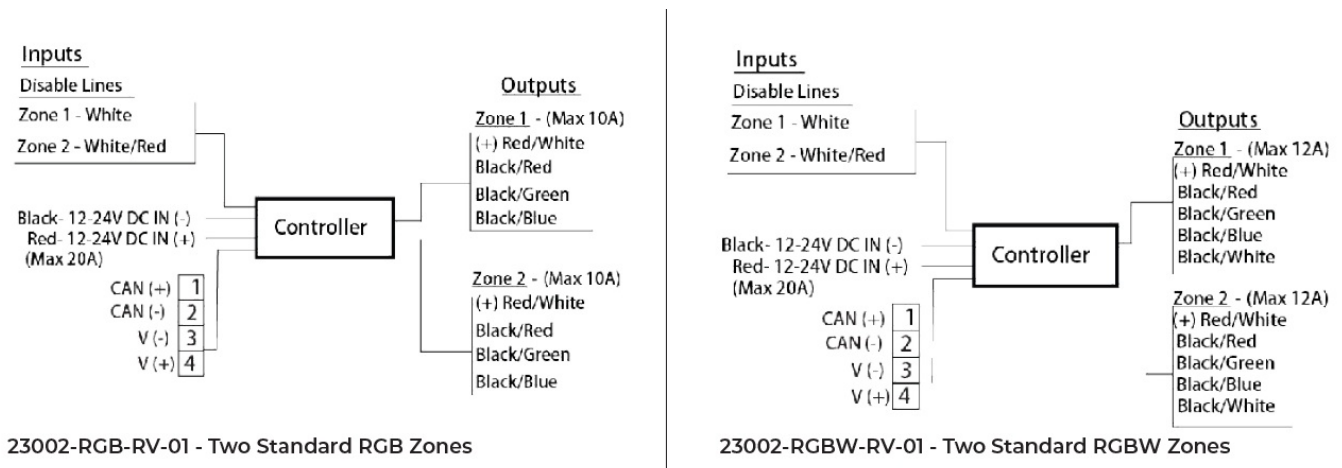 Inputs
Disable Lines
Zone 1 - White
Zone 2 - White/Red
Black- 12-24V DC IN (-)
Red- 12-24V DC IN (+)
(Max 20A)
CAN (+) 1
CAN (-) 2
V (-) 3
V (+) 4
Controller
Outputs
Zone 1 - (Max 10A)
(+) Red/White
Black/Red
Black/Green
Black/Blue
Zone 2 - (Max 10A)
(+) Red/White
Black/Red
Black/Green
Black/Blue
23002-RGB-RV-01 - Two Standard RGB Zones
Inputs
Disable Lines
Zone 1 - White
Zone 2 - White/Red
Black- 12-24V DC IN (-)
Red- 12-24V DC IN (+)
(Max 20A)
CAN (+) 1
CAN (-) 2
V (-) 3
V (+) 4
Controller
Outputs
Zone 1 - (Max 12A)
(+) Red/White
Black/Red
Black/Green
Black/Blue
Black/White
Zone 2 - (Max 12A)
(+) Red/White
Black/Red
Black/Green
Black/Blue
Black/White
23002-RGBW-RV-01 - Two Standard RGBW Zones